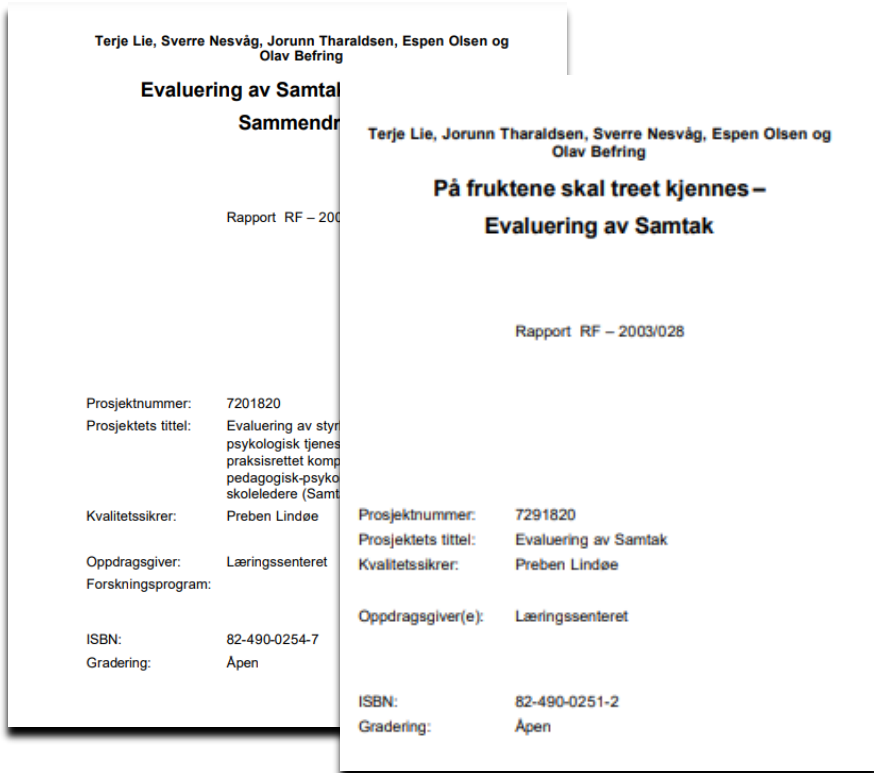 Terje Lie, Sverre Nesvåg, Jorunn Tharaldsen, Espen Olsen og
Olav Befring
Evaluering av Samtak
Sammendr
Rapport RF – 200
Prosjektnummer: 7201820
Prosjektets tittel: Evaluering av styr
psykologisk tjenes
praksisrettet komp
pedagogisk-psyko
skoleledere (Samt
Kvalitetssikrer: Preben Lindøe
Oppdragsgiver: Læringssenteret
Forskningsprogram:
ISBN: 82-490-0254-7
Gradering: Åpen
Terje Lie, Jorunn Tharaldsen, Sverre Nesvåg, Espen Olsen og
Olav Befring
På fruktene skal treet kjennes –
Evaluering av Samtak
Rapport RF – 2003/028
Prosjektnummer: 7291820
Prosjektets tittel: Evaluering av Samtak
Kvalitetssikrer: Preben Lindøe
Oppdragsgiver(e): Læringssenteret
ISBN: 82-490-0251-2
Gradering: Åpen